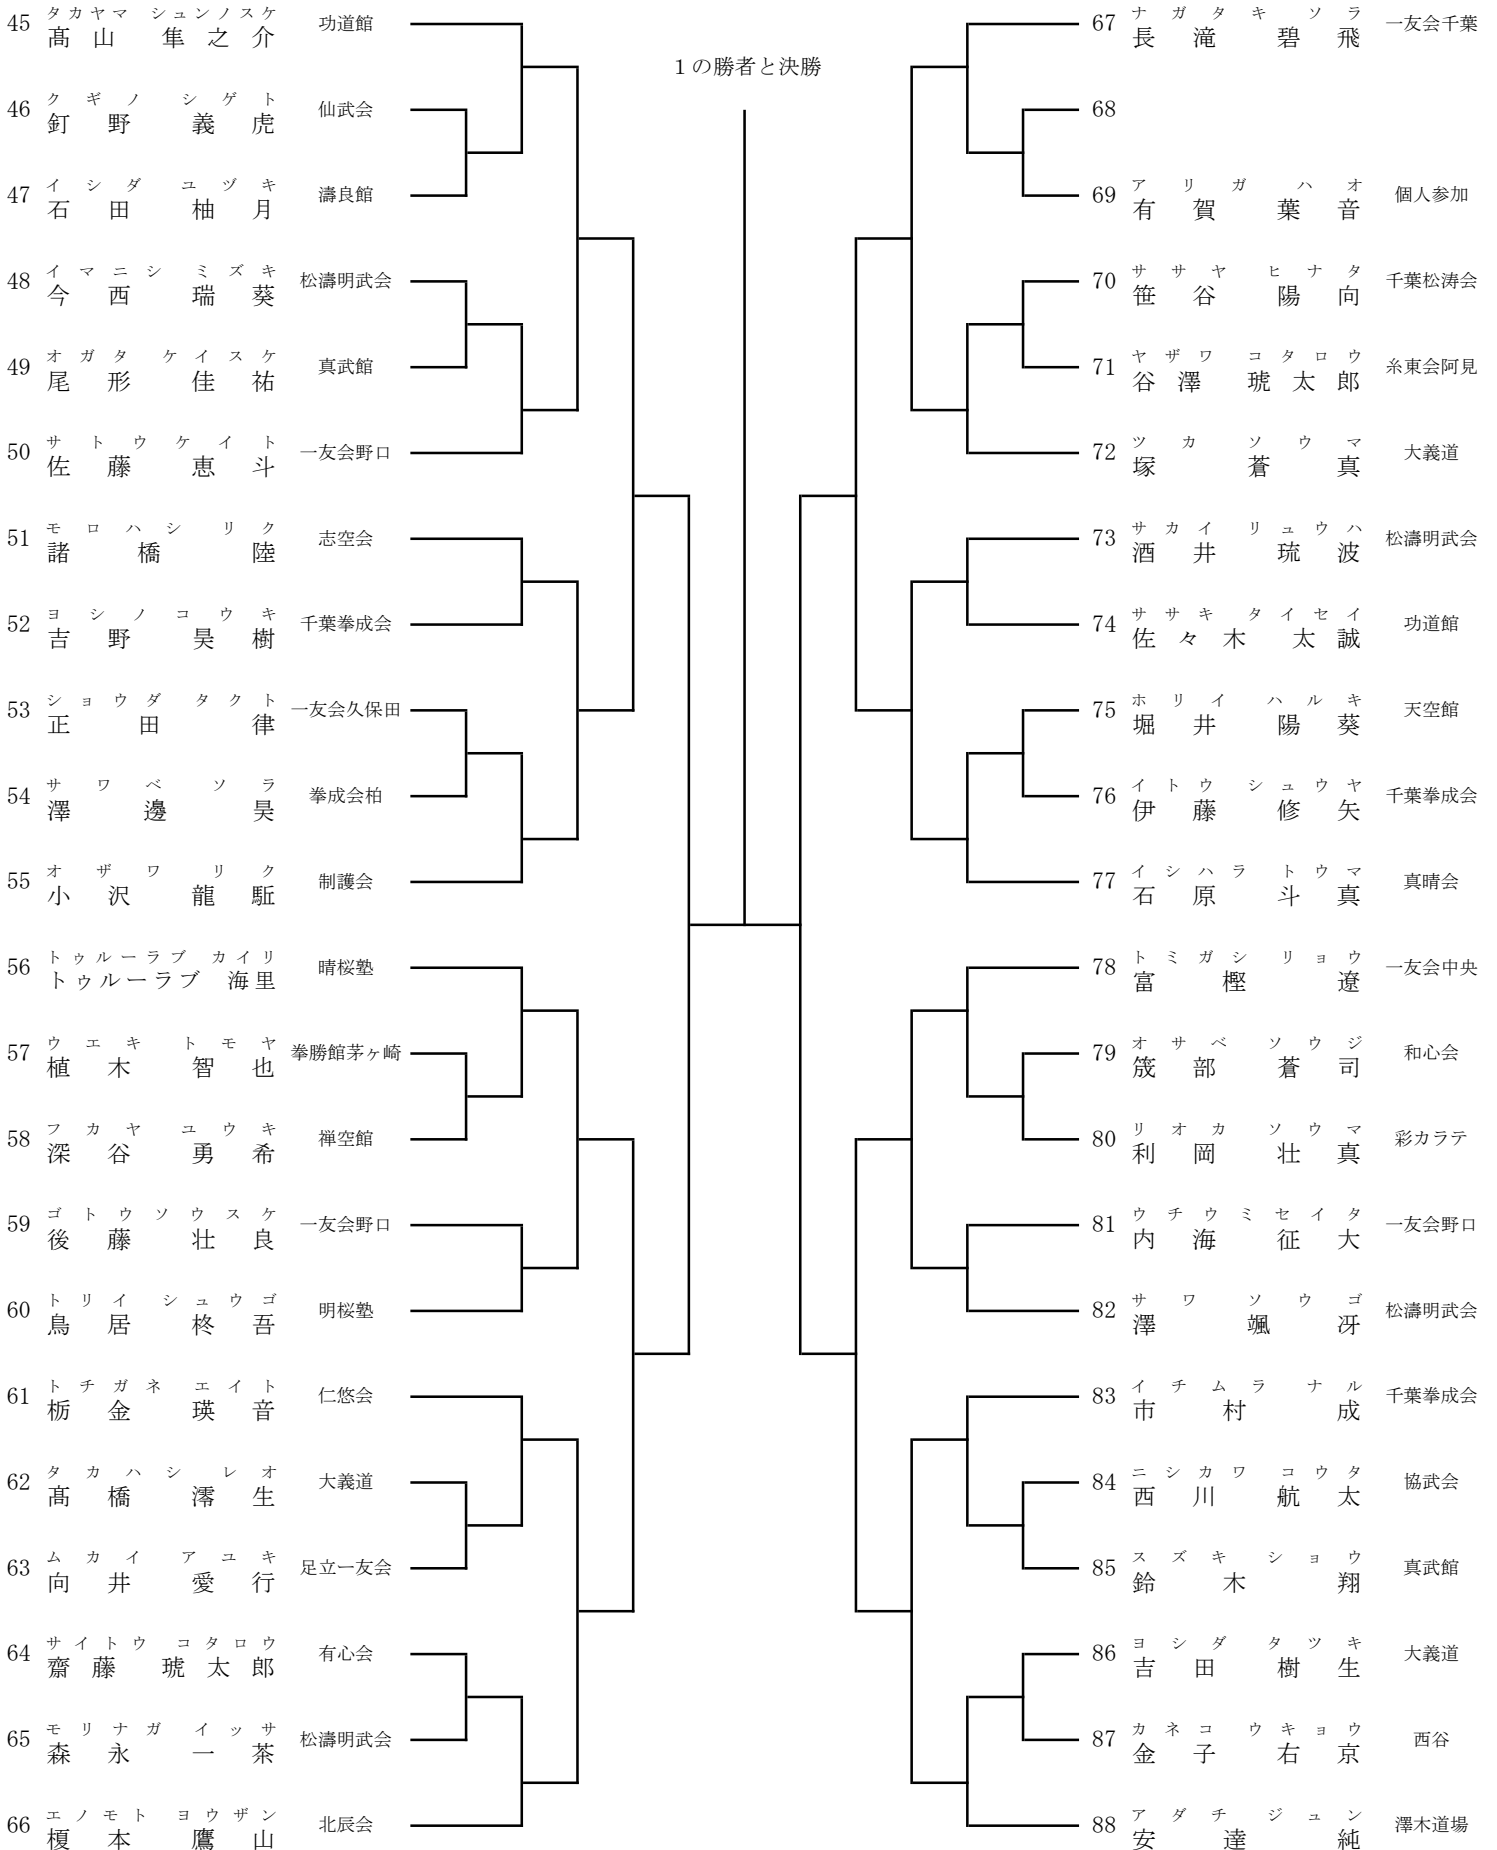 1の勝者と決勝
タカヤマ シュンノスケ
45 髙山 隼之介 功道館
クギノ シゲト
46 釘野 義虎 仙武会
イシダ ユヅキ
47 石田 柚月 濤良館
イマニシ ミズキ
48 今西 瑞葵 松濤明武会
オガタ ケイスケ
49 尾形 佳祐 真武館
サトウ ケイト
50 佐藤 恵斗 一友会野口
モロハシ リク
51 諸橋 陸 志空会
ヨシノ コウキ
52 吉野 昊樹 千葉拳成会
ショウダ タクト
53 正田 律 一友会久保田
サワベ ソラ
54 澤邊 昊 拳成会柏
オザワ リク
55 小沢 龍駈 制護会
トゥルーラブ カイリ
56 トゥルーラブ 海里 晴桜塾
ウエキ トモヤ
57 植木 智也 拳勝館茅ヶ崎
フカヤ ユウキ
58 深谷 勇希 禅空館
ゴトウ ソウスケ
59 後藤 壮良 一友会野口
トリイ シュウゴ
60 鳥居 柊吾 明桜塾
トチガネ エイト
61 栃金 瑛音 仁悠会
タカハシ レオ
62 髙橋 澪生 大義道
ムカイ アユキ
63 向井 愛行 足立一友会
サイトウ コタロウ
64 齋藤 琥太郎 有心会
モリナガ イッサ
65 森永 一茶 松濤明武会
エノモト ヨウザン
66 榎本 鷹山 北辰会
ナガタキ ソラ
67 長滝 碧飛 一友会千葉
68
アリガ ハオ
69 有賀 葉音 個人参加
ササヤ ヒナタ
70 笹谷 陽向 千葉松涛会
ヤザワ コタロウ
71 谷澤 琥太郎 糸東会阿見
ツカ ソウマ
72 塚 蒼真 大義道
サカイ リュウハ
73 酒井 琉波 松濤明武会
ササキ タイセイ
74 佐々木 太誠 功道館
ホリイ ハルキ
75 堀井 陽葵 天空館
イトウ シュウヤ
76 伊藤 修矢 千葉拳成会
イシハラ トウマ
77 石原 斗真 真晴会
トミガシ リョウ
78 富樫 遼 一友会中央
オサベ ソウジ
79 筬部 蒼司 和心会
リオカ ソウマ
80 利岡 壮真 彩カラテ
ウチウミ セイタ
81 内海 征大 一友会野口
サワ ソウゴ
82 澤 颯冴 松濤明武会
イチムラ ナル
83 市村 成 千葉拳成会
ニシカワ コウタ
84 西川 航太 協武会
スズキ ショウ
85 鈴木 翔 真武館
ヨシダ タツキ
86 吉田 樹生 大義道
カネコ ウキョウ
87 金子 右京 西谷
アダチ ジュン
88 安達 純 澤木道場